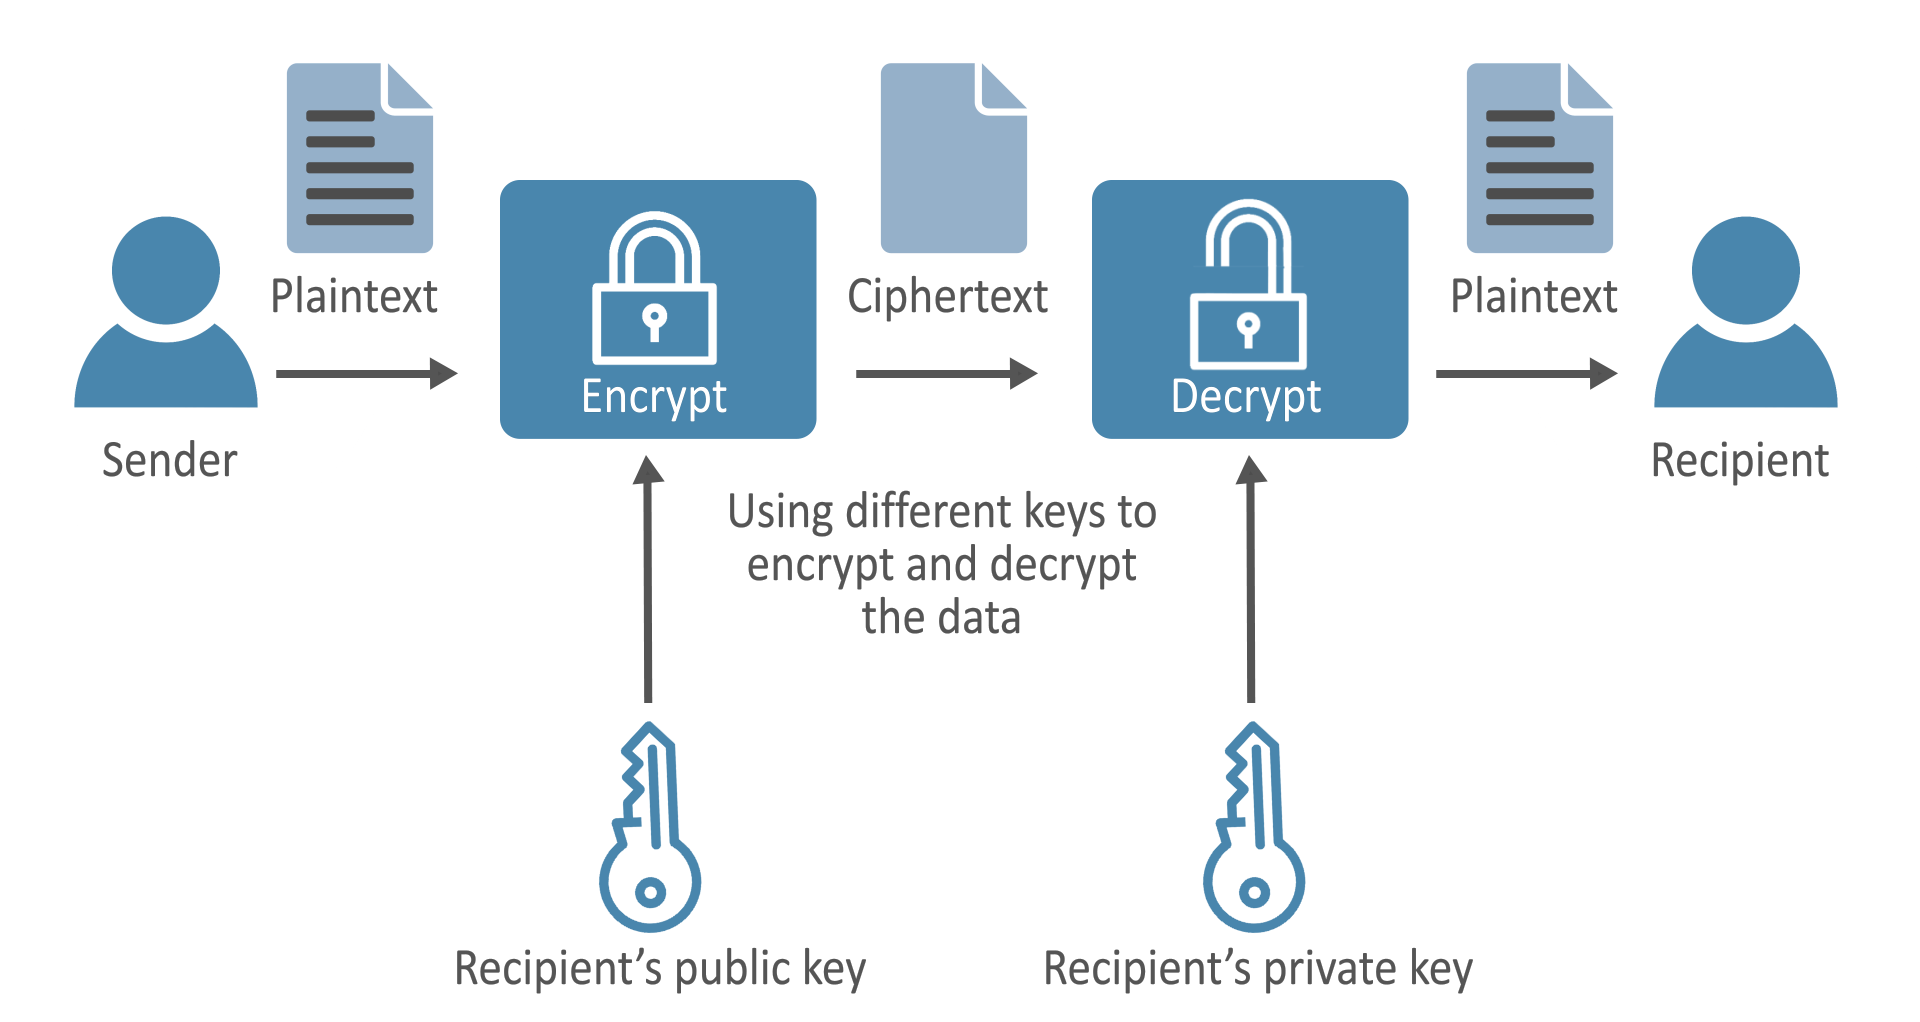 Plaintext
Ciphertext
Plaintext
Encrypt
Decrypt
Sender
Recipient
Using different keys to
encrypt and decrypt
the data
Recipient’s public key
Recipient’s private key